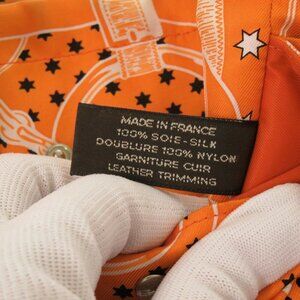 MADE IN FRANCE
100% SOIE-SILK
DOUBLURE 100% NYLON
GARNITURE CUIR
LEATHER TRIMMING